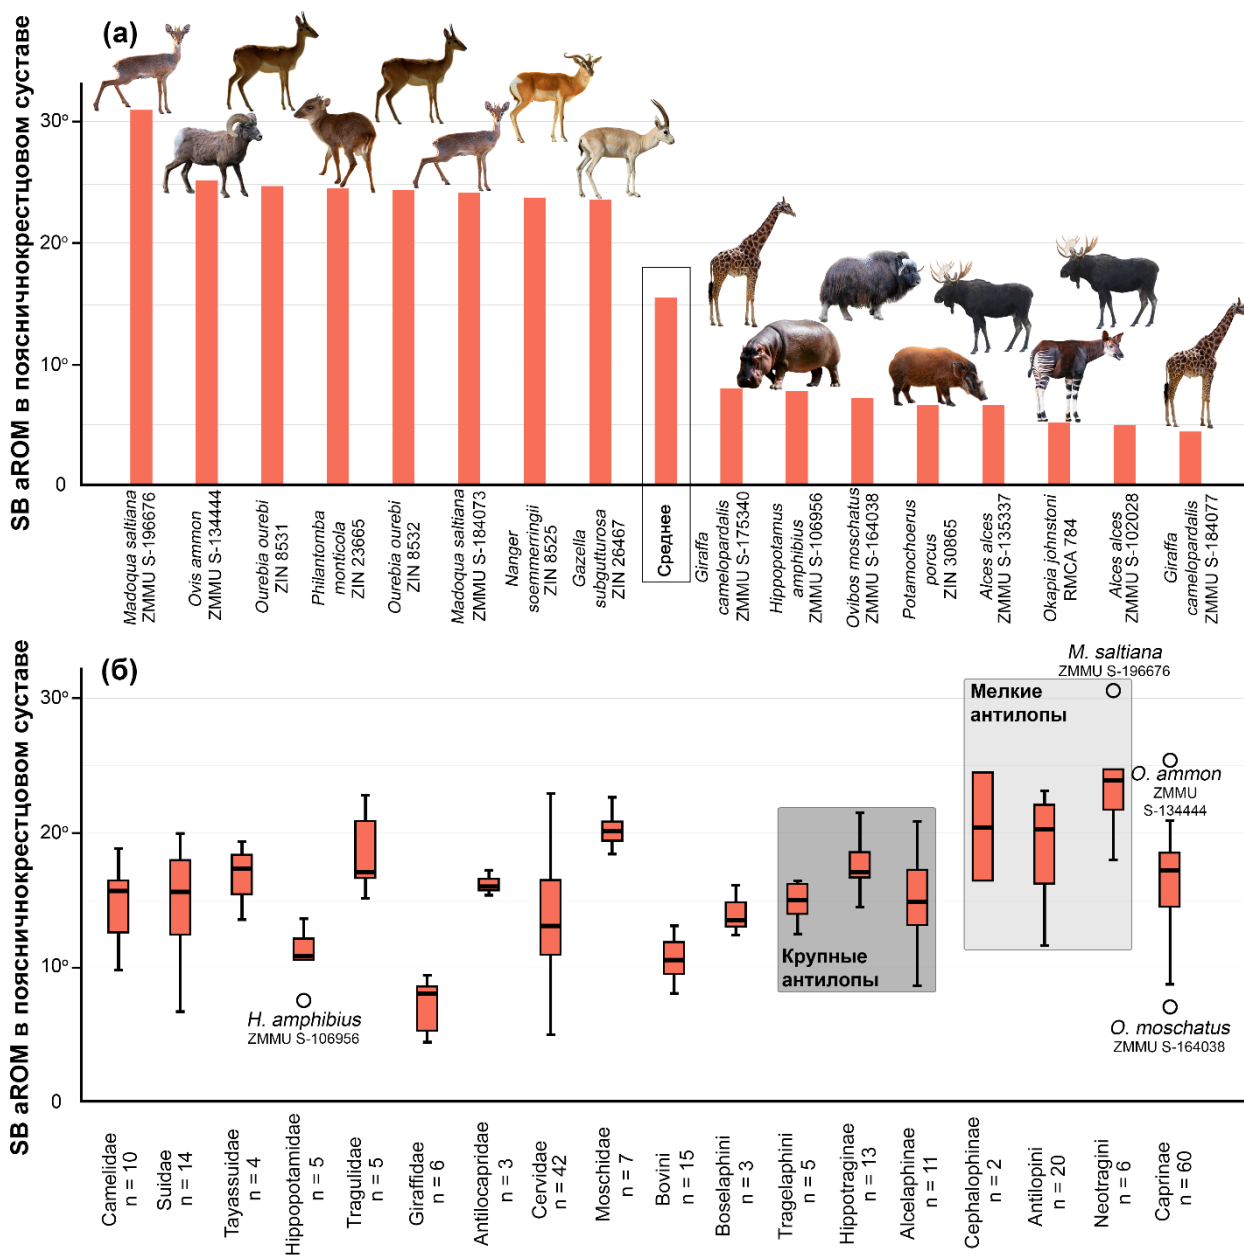 (а)
SB aROM в пояснично­крестцовом суставе
30°
20°
10°
0
Madoqua saltiana
ZMMU S-196676
Ovis ammon
ZMMU S-134444
Ourebia ourebi
ZIN 8531
Philantomba
monticola
ZIN 23665
Ourebia ourebi
ZIN 8532
Madoqua saltiana
ZMMU S-184073
Nanger
soemmerringii
ZIN 8525
Gazella
subgutturosa
ZIN 26467
Среднее
Giraffa
camelopardalis
ZMMU S-175340
Hippopotamus
amphibius
ZMMU S-106956
Ovibos moschatus
ZMMU S-164038
Potamochoerus
porcus
ZIN 30865
Alces alces
ZMMU S-135337
Okapia johnstoni
RMCA 784
Alces alces
ZMMU S-102028
Giraffa
camelopardalis
ZMMU S-184077
(б)
SB aROM в поясничнокрестцовом суставе
30°
20°
10°
0
M. saltiana
ZMMU S-196676
Мелкие
антилопы
O. ammon
ZMMU
S-134444
Крупные
антилопы
H. amphibius
ZMMU S-106956
O. moschatus
ZMMU S-164038
Camelidae
n = 10
Suidae
n = 14
Tayassuidae
n = 4
Hippopotamidae
n = 5
Tragulidae
n = 5
Giraffidae
n = 6
Antilocapridae
n = 3
Cervidae
n = 42
Moschidae
n = 7
Bovini
n = 15
Boselaphini
n = 3
Tragelaphini
n = 5
Hippotraginae
n = 13
Alcelaphinae
n = 11
Cephalophinae
n = 2
Antilopini
n = 20
Neotragini
n = 6
Caprinae
n = 60